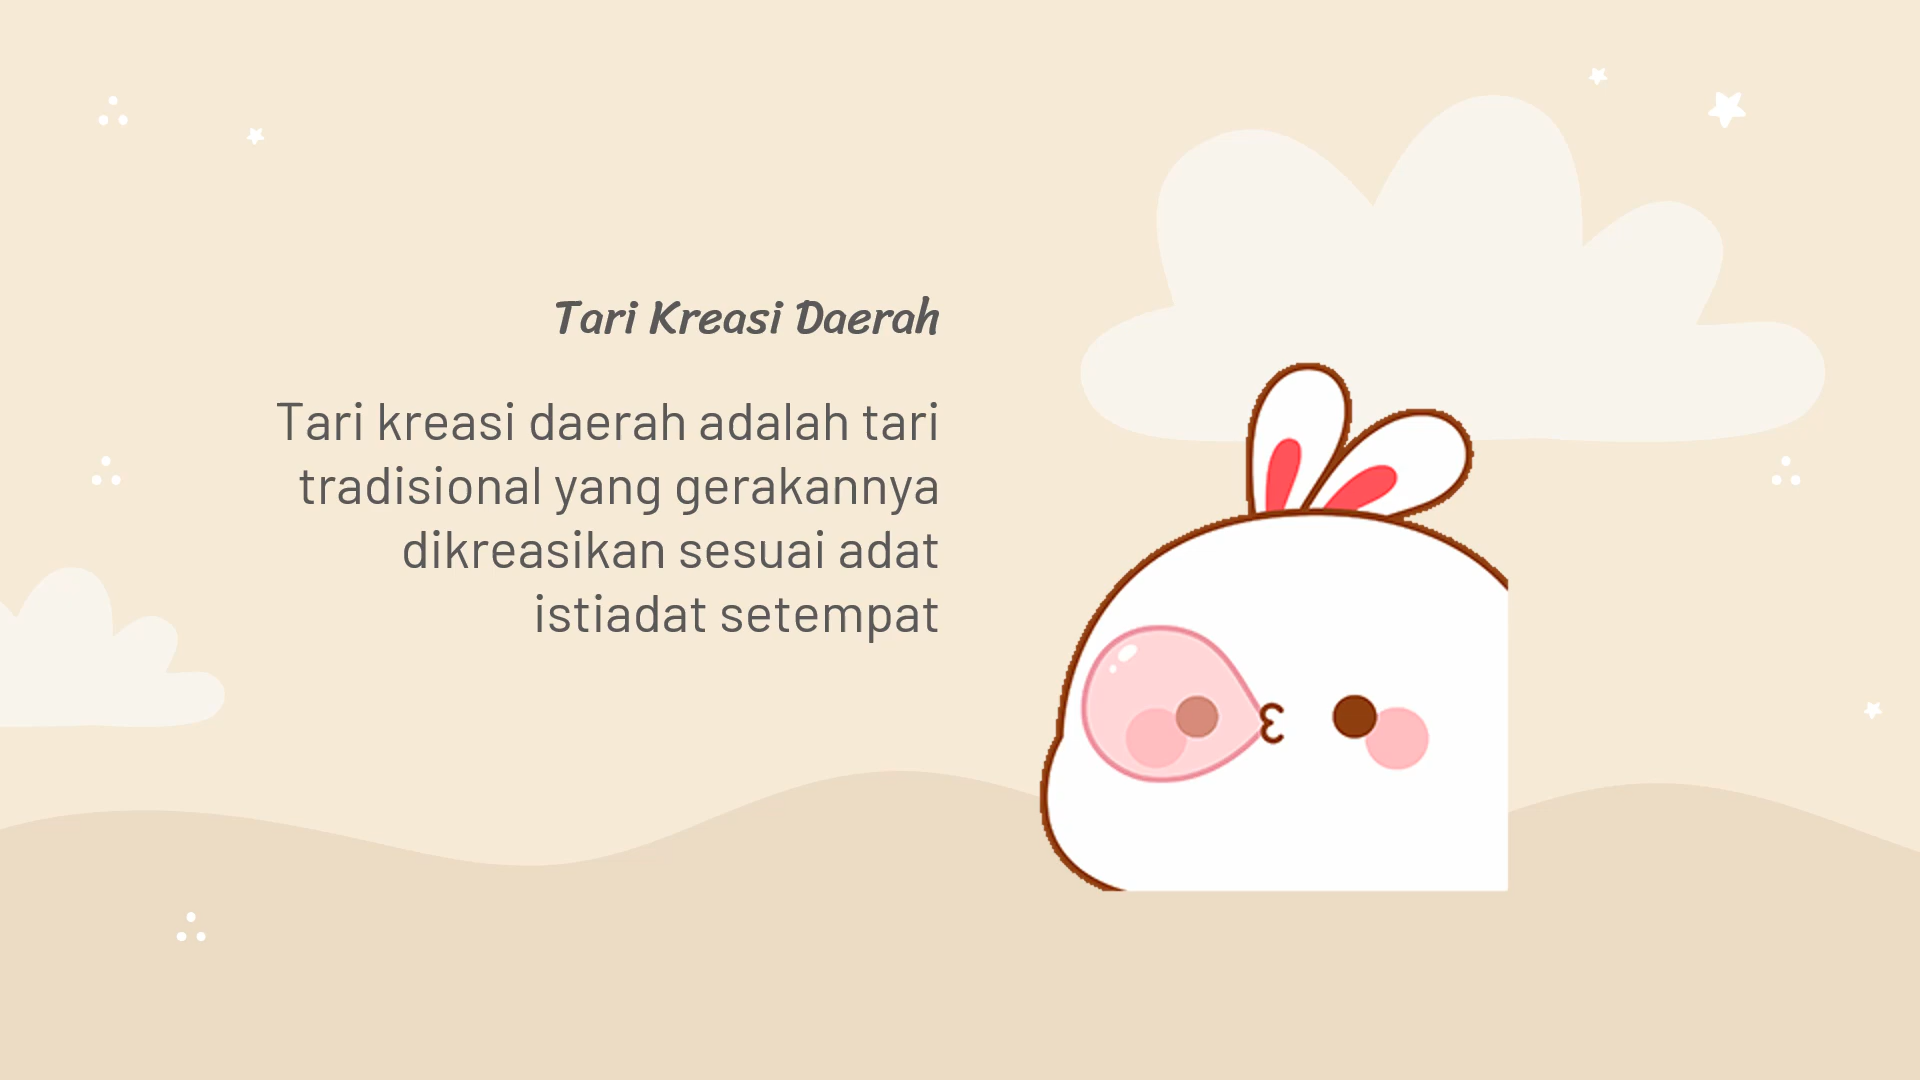 Tari Kreasi Daerah
Tari kreasi daerah adalah tari
tradisional yang gerakannya
dikreasikan sesuai adat
istiadat setempat